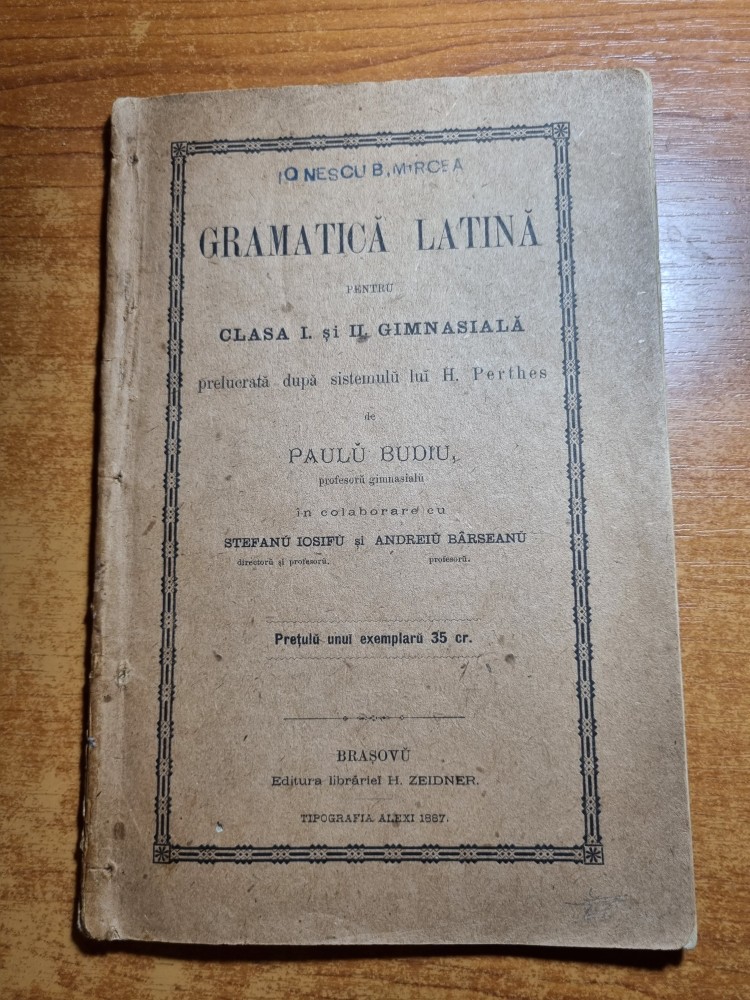 IONESCU B. MIRCEA
GRAMATICĂ LATINĂ
PENTRU
CLASA I. și II. GIMNASIALĂ
prelucrată după sistemulŭ luĭ H. Perthes
de
PAULŬ BUDIU,
profesorŭ gimnasialŭ
în colaborare cu
STEFANŬ IOSIFŬ și ANDREIŬ BÂRSEANŬ
directorŭ și profesorŭ. profesorŭ.
Prețulŭ unuĭ exemplarŭ 35 cr.
BRAȘOVŬ
Editura librăriei H. ZEIDNER.
TIPOGRAFIA ALEXI 1887.